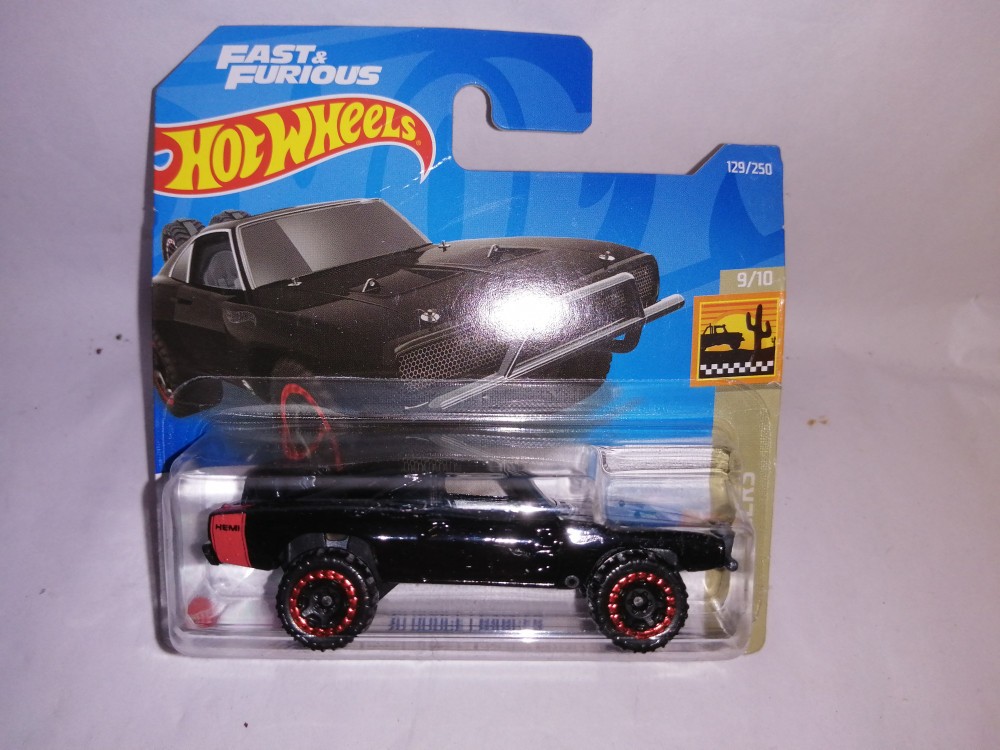 FAST &
FURIOUS
HOT WHEELS
129/250
9/10
HEMI